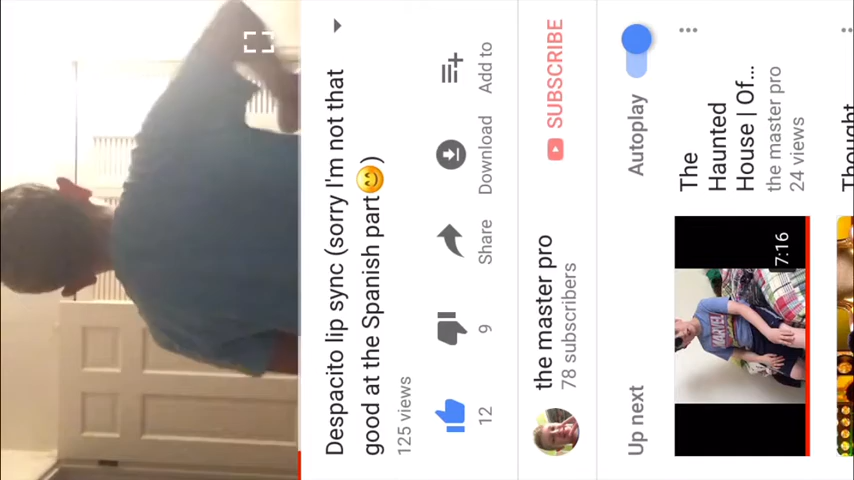 Despacito lip sync (sorry I'm not that
good at the Spanish part😊)
125 views
12
9
Share
Download
Add to
the master pro
78 subscribers
SUBSCRIBE
Up next
Autoplay
7:16
The
Haunted
House | Of...
the master pro
24 views
Thought